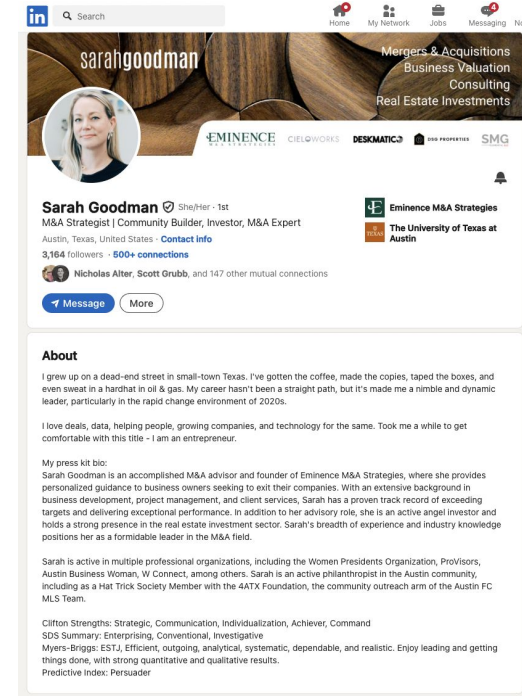 in
Search
Home
My Network
Jobs
4
Messaging
No
sarahgoodman
Mergers & Acquisitions
Business Valuation
Consulting
Real Estate Investments
EMINENCE
M&A STRATEGIES
CIELOWORKS
DESKMATIC
DSG PROPERTIES
SMG
Sarah Goodman She/Her · 1st
M&A Strategist | Community Builder, Investor, M&A Expert
Austin, Texas, United States · Contact info
3,164 followers · 500+ connections
Nicholas Alter, Scott Grubb, and 147 other mutual connections
Message
More
Eminence M&A Strategies
TEXAS
The University of Texas at
Austin
About
I grew up on a dead-end street in small-town Texas. I've gotten the coffee, made the copies, taped the boxes, and
even sweat in a hardhat in oil & gas. My career hasn't been a straight path, but it's made me a nimble and dynamic
leader, particularly in the rapid change environment of 2020s.
I love deals, data, helping people, growing companies, and technology for the same. Took me a while to get
comfortable with this title - I am an entrepreneur.
My press kit bio:
Sarah Goodman is an accomplished M&A advisor and founder of Eminence M&A Strategies, where she provides
personalized guidance to business owners seeking to exit their companies. With an extensive background in
business development, project management, and client services, Sarah has a proven track record of exceeding
targets and delivering exceptional performance. In addition to her advisory role, she is an active angel investor and
holds a strong presence in the real estate investment sector. Sarah's breadth of experience and industry knowledge
positions her as a formidable leader in the M&A field.
Sarah is active in multiple professional organizations, including the Women Presidents Organization, ProVisors,
Austin Business Woman, W Connect, among others. Sarah is an active philanthropist in the Austin community,
including as a Hat Trick Society Member with the 4ATX Foundation, the community outreach arm of the Austin FC
MLS Team.
Clifton Strengths: Strategic, Communication, Individualization, Achiever, Command
SDS Summary: Enterprising, Conventional, Investigative
Myers-Briggs: ESTJ, Efficient, outgoing, analytical, systematic, dependable, and realistic. Enjoy leading and getting
things done, with strong quantitative and qualitative results.
Predictive Index: Persuader